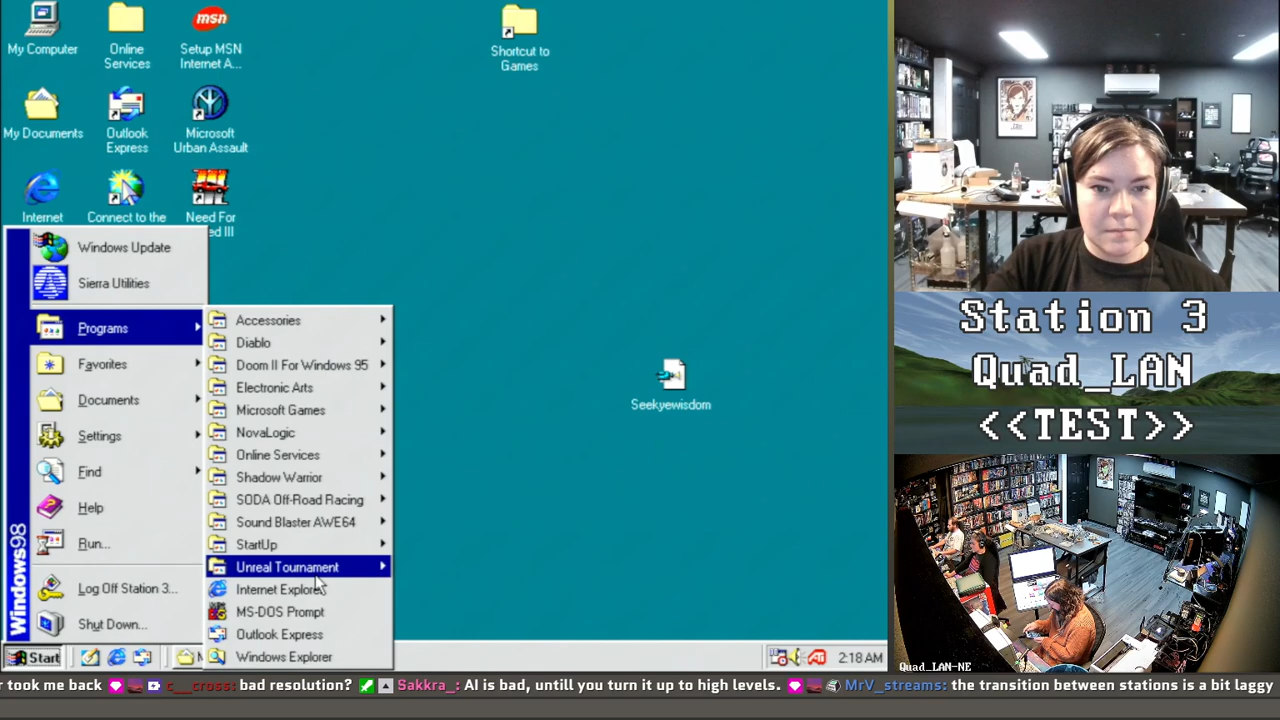 My Computer
Online
Services
msn
Setup MSN
Internet A...
Shortcut to
Games
My Documents
Outlook
Express
Microsoft
Urban Assault
Internet
Connect to the
Need For
ed III
Seekyewisdom
Windows Update
Sierra Utilities
Programs
Favorites
Documents
Settings
Find
Help
Run...
Log Off Station 3...
Shut Down...
Windows98
Accessories
Diablo
Doom II For Windows 95
Electronic Arts
Microsoft Games
NovaLogic
Online Services
Shadow Warrior
SODA Off-Road Racing
Sound Blaster AWE64
StartUp
Unreal Tournament
Internet Explorer
MS-DOS Prompt
Outlook Express
Windows Explorer
Start
ATI
2:18 AM
Station 3
Quad_LAN
<<TEST>>
Quad_LAN-NE
r took me back c__cross: bad resolution? Sakkra_: AI is bad, untill you turn it up to high levels. MrV_streams: the transition between stations is a bit laggy